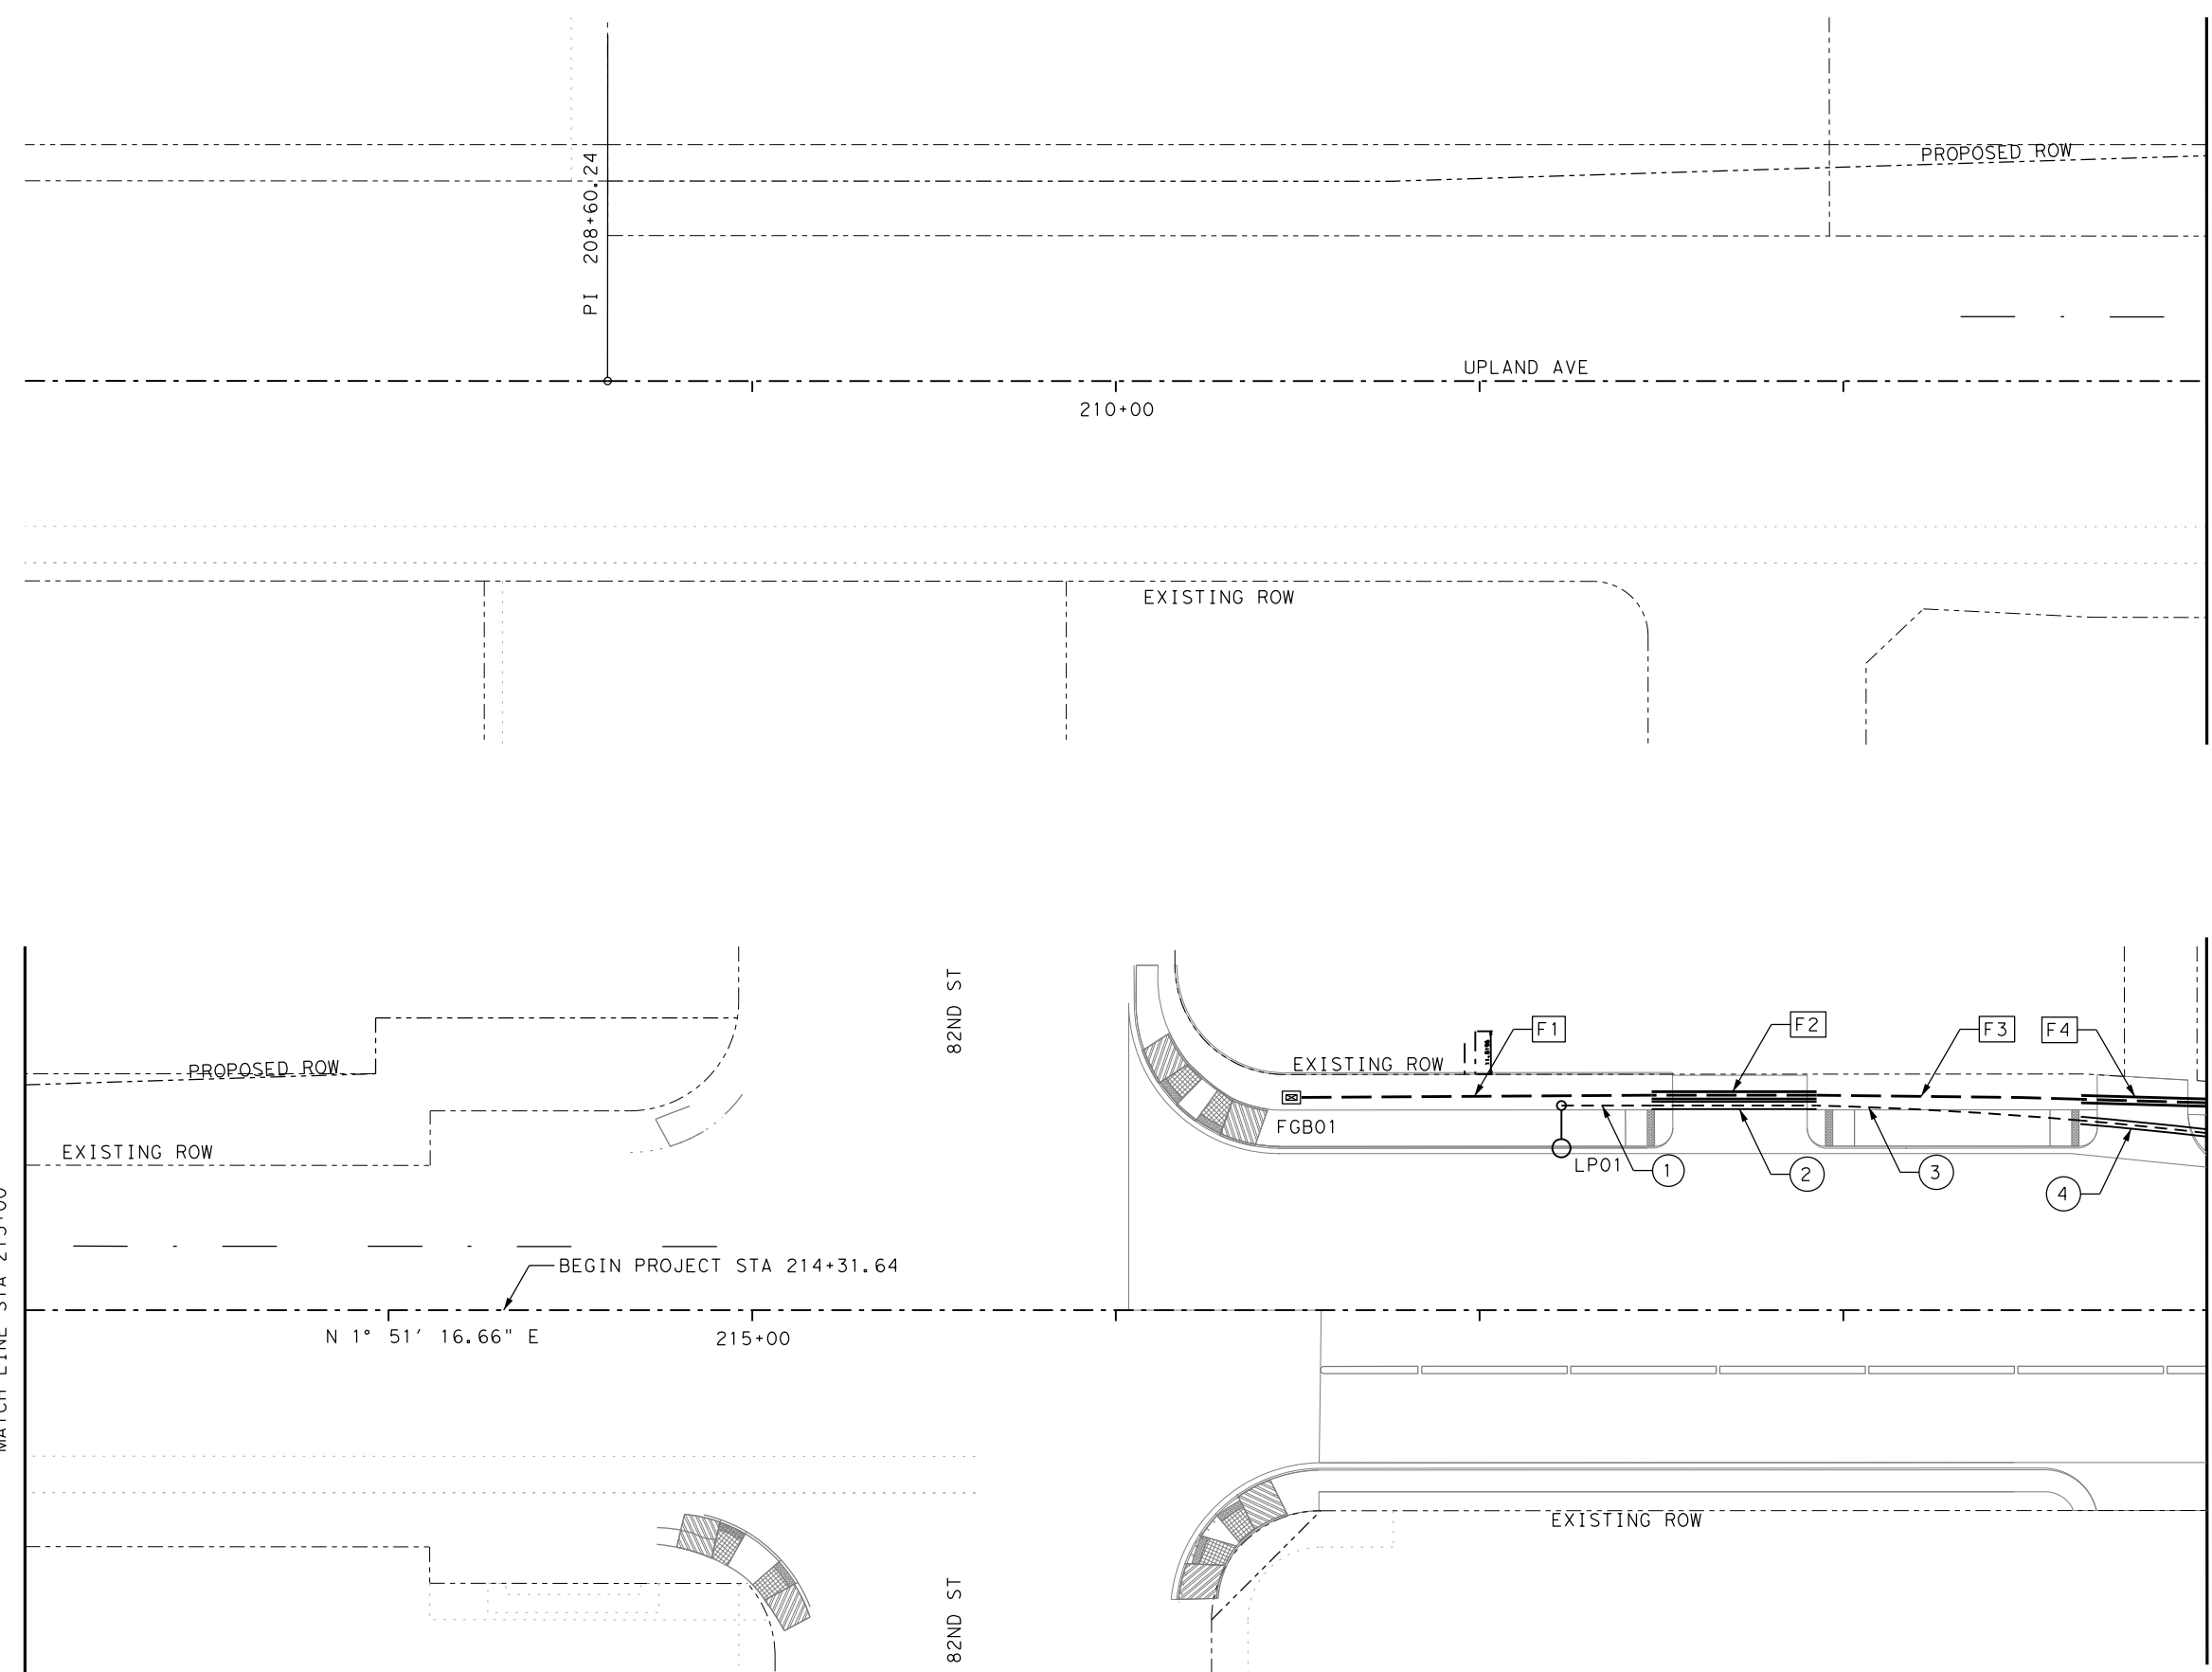 PROPOSED ROW
PI 208+60.24
UPLAND AVE
210+00
EXISTING ROW
82ND ST
F1
F2
F3
F4
EXISTING ROW
PROPOSED ROW
FGB01
EXISTING ROW
LP01
1
2
3
4
BEGIN PROJECT STA 214+31.64
N 1° 51' 16.66" E
215+00
EXISTING ROW
82ND ST